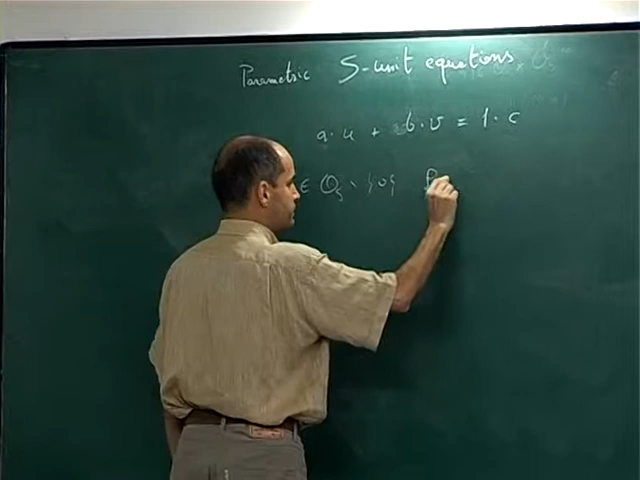 Parametric S-unit equations
a·u + b·v = 1·c
∈ O_S \ {0} P